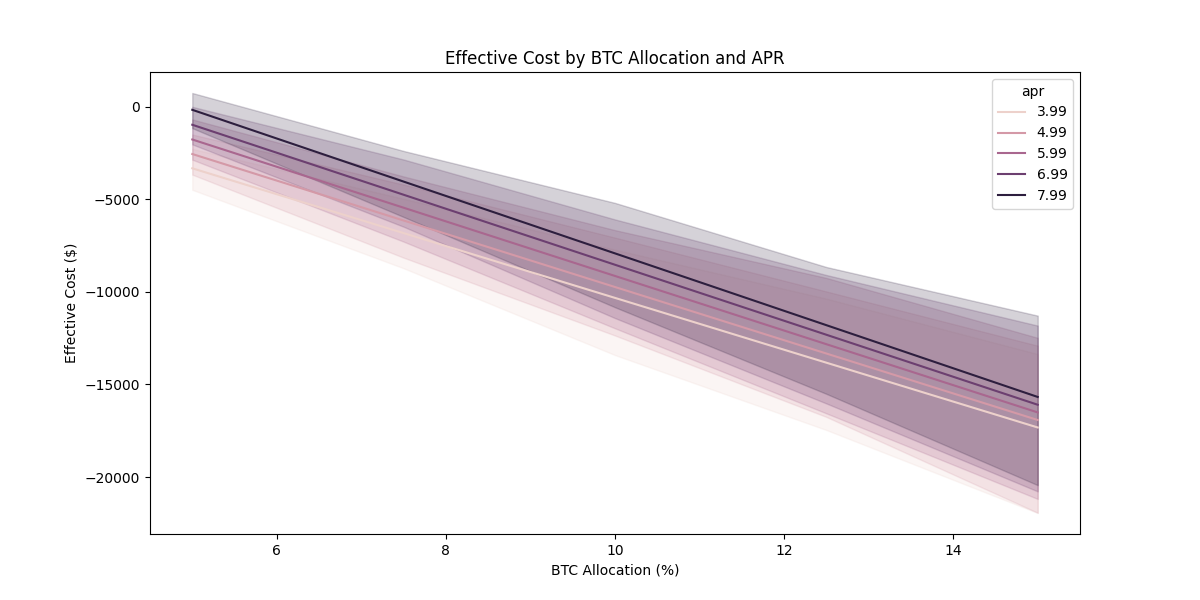 Effective Cost by BTC Allocation and APR
apr
3.99
4.99
5.99
6.99
7.99
Effective Cost ($)
0
−5000
−10000
−15000
−20000
6 8 10 12 14
BTC Allocation (%)